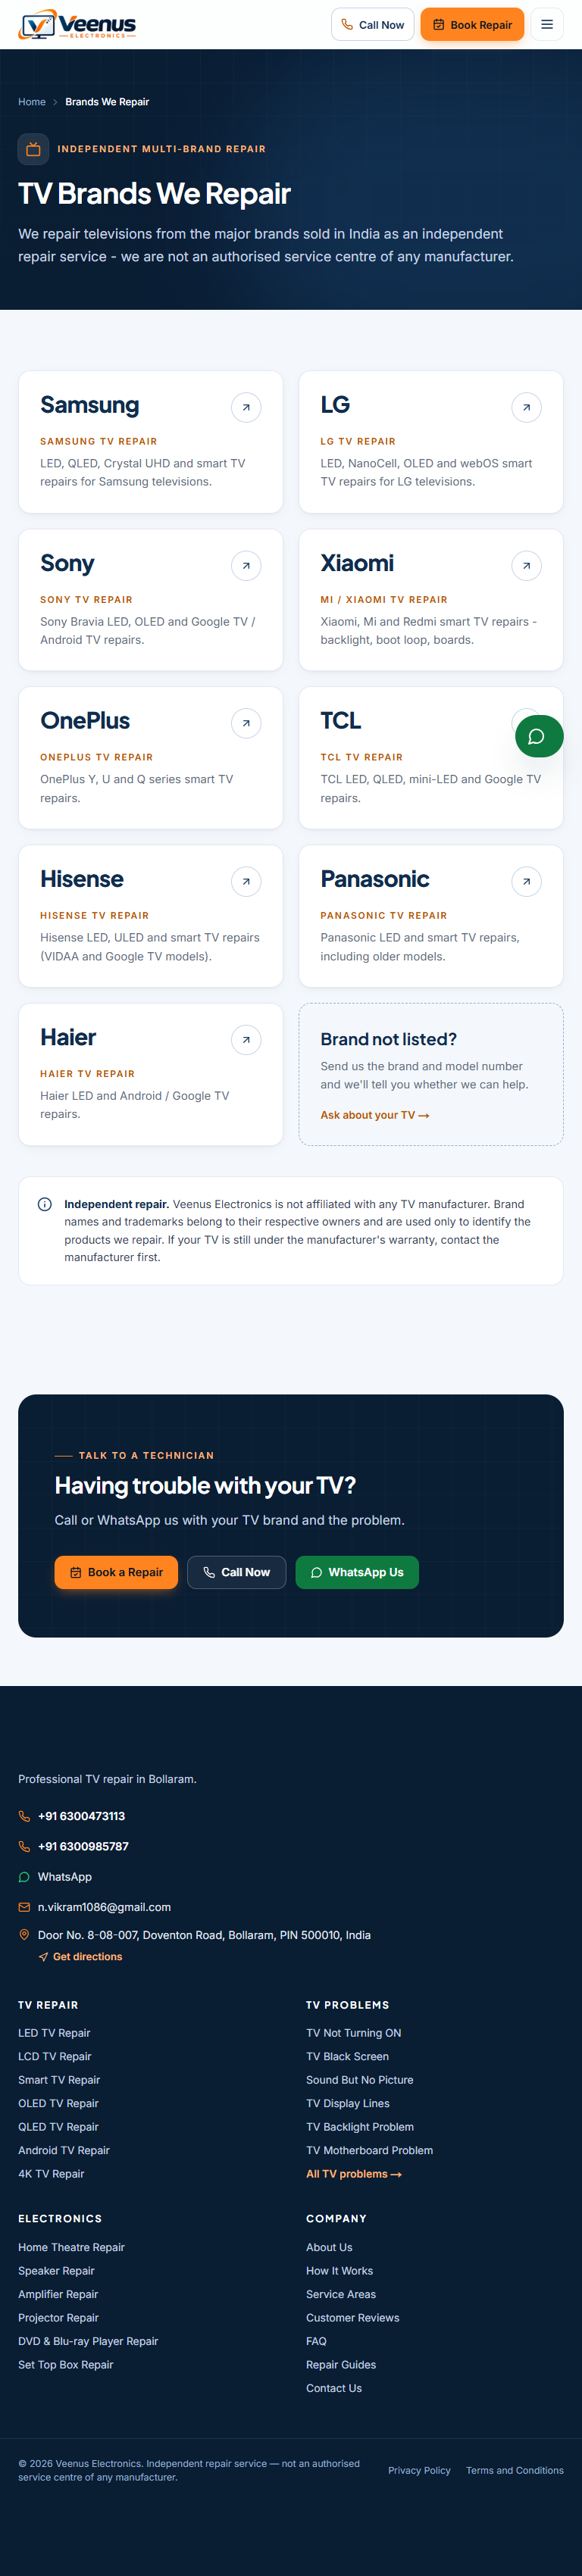 Veenus
ELECTRONICS
Call Now
Book Repair
Home > Brands We Repair
INDEPENDENT MULTI-BRAND REPAIR
TV Brands We Repair
We repair televisions from the major brands sold in India as an independent
repair service - we are not an authorised service centre of any manufacturer.
Samsung
SAMSUNG TV REPAIR
LED, QLED, Crystal UHD and smart TV
repairs for Samsung televisions.
LG
LG TV REPAIR
LED, NanoCell, OLED and webOS smart
TV repairs for LG televisions.
Sony
SONY TV REPAIR
Sony Bravia LED, OLED and Google TV /
Android TV repairs.
Xiaomi
MI / XIAOMI TV REPAIR
Xiaomi, Mi and Redmi smart TV repairs -
backlight, boot loop, boards.
OnePlus
ONEPLUS TV REPAIR
OnePlus Y, U and Q series smart TV
repairs.
TCL
TCL TV REPAIR
TCL LED, QLED, mini-LED and Google TV
repairs.
Hisense
HISENSE TV REPAIR
Hisense LED, ULED and smart TV repairs
(VIDAA and Google TV models).
Panasonic
PANASONIC TV REPAIR
Panasonic LED and smart TV repairs,
including older models.
Haier
HAIER TV REPAIR
Haier LED and Android / Google TV
repairs.
Brand not listed?
Send us the brand and model number
and we'll tell you whether we can help.
Ask about your TV →
Independent repair. Veenus Electronics is not affiliated with any TV manufacturer. Brand
names and trademarks belong to their respective owners and are used only to identify the
products we repair. If your TV is still under the manufacturer's warranty, contact the
manufacturer first.
TALK TO A TECHNICIAN
Having trouble with your TV?
Call or WhatsApp us with your TV brand and the problem.
Book a Repair
Call Now
WhatsApp Us
Professional TV repair in Bollaram.
+91 6300473113
+91 6300985787
WhatsApp
n.vikram1086@gmail.com
Door No. 8-08-007, Doventon Road, Bollaram, PIN 500010, India
Get directions
TV REPAIR
LED TV Repair
LCD TV Repair
Smart TV Repair
OLED TV Repair
QLED TV Repair
Android TV Repair
4K TV Repair
TV PROBLEMS
TV Not Turning ON
TV Black Screen
Sound But No Picture
TV Display Lines
TV Backlight Problem
TV Motherboard Problem
All TV problems →
ELECTRONICS
Home Theatre Repair
Speaker Repair
Amplifier Repair
Projector Repair
DVD & Blu-ray Player Repair
Set Top Box Repair
COMPANY
About Us
How It Works
Service Areas
Customer Reviews
FAQ
Repair Guides
Contact Us
© 2026 Veenus Electronics. Independent repair service — not an authorised
service centre of any manufacturer.
Privacy Policy
Terms and Conditions